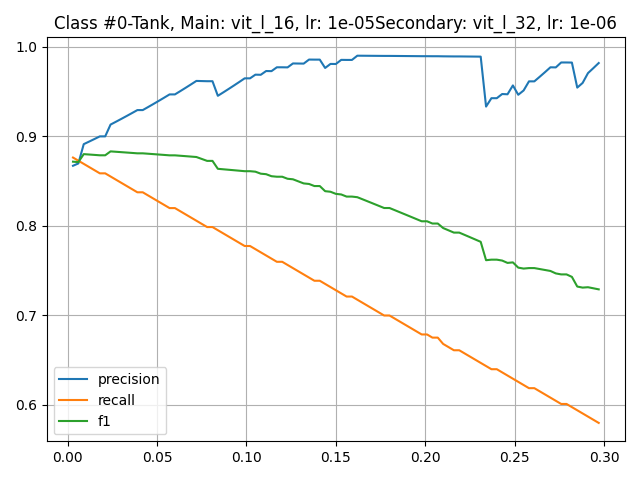 Class #0-Tank, Main: vit_l_16, lr: 1e-05Secondary: vit_l_32, lr: 1e-06
1.0
0.9
0.8
0.7
0.6
precision
recall
f1
0.00 0.05 0.10 0.15 0.20 0.25 0.30